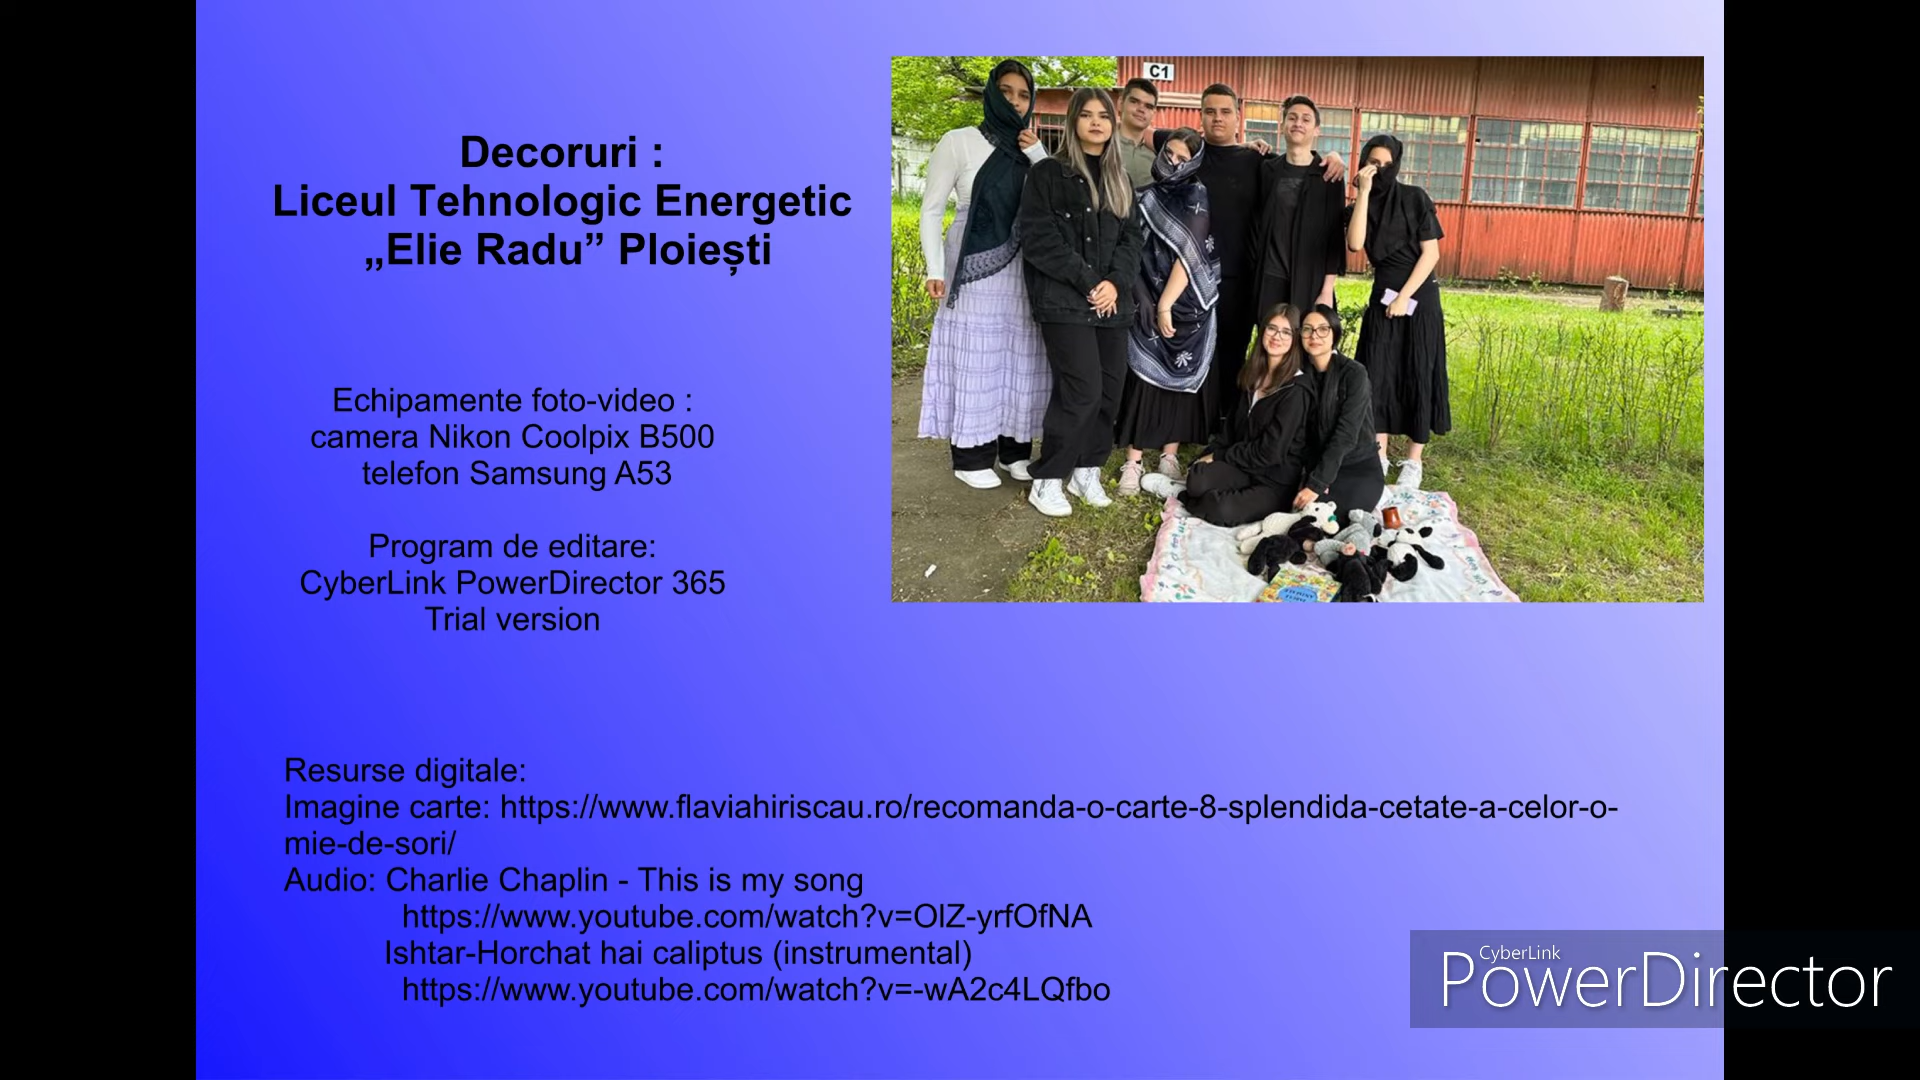 Decoruri :
Liceul Tehnologic Energetic
„Elie Radu” Ploiești
C1
Echipamente foto-video :
camera Nikon Coolpix B500
telefon Samsung A53
Program de editare:
CyberLink PowerDirector 365
Trial version
Resurse digitale:
Imagine carte: https://www.flaviahiriscau.ro/recomanda-o-carte-8-splendida-cetate-a-celor-o-
mie-de-sori/
Audio: Charlie Chaplin - This is my song
https://www.youtube.com/watch?v=OIZ-yrfOfNA
Ishtar-Horchat hai caliptus (instrumental)
https://www.youtube.com/watch?v=-wA2c4LQfbo
CyberLink
PowerDirector